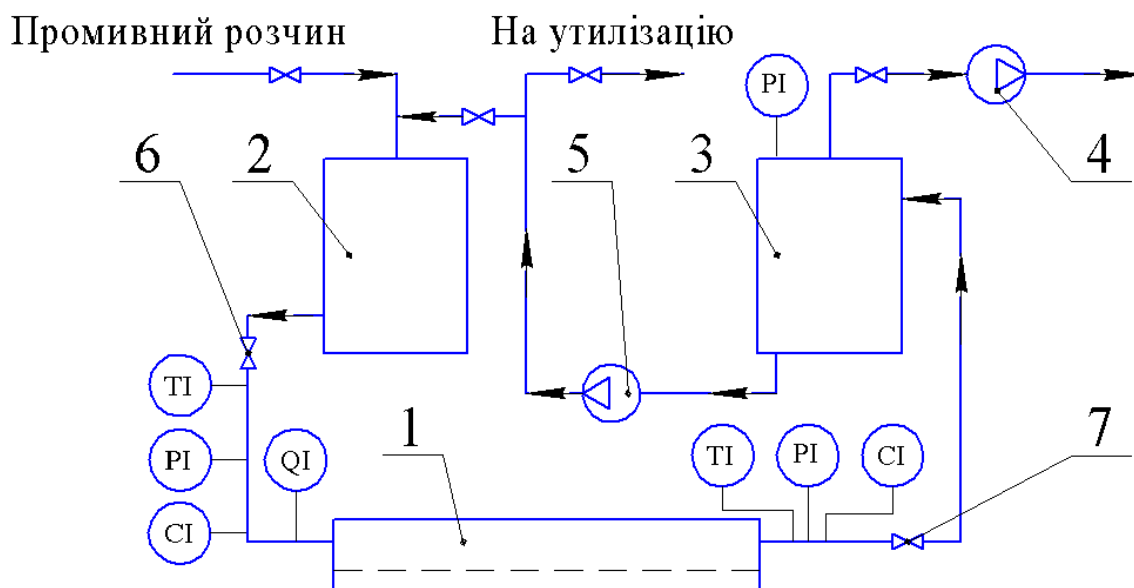 Промивний розчин
На утилізацію
PI
6
2
5
3
4
TI
1
7
PI
QI
TI
PI
CI
CI